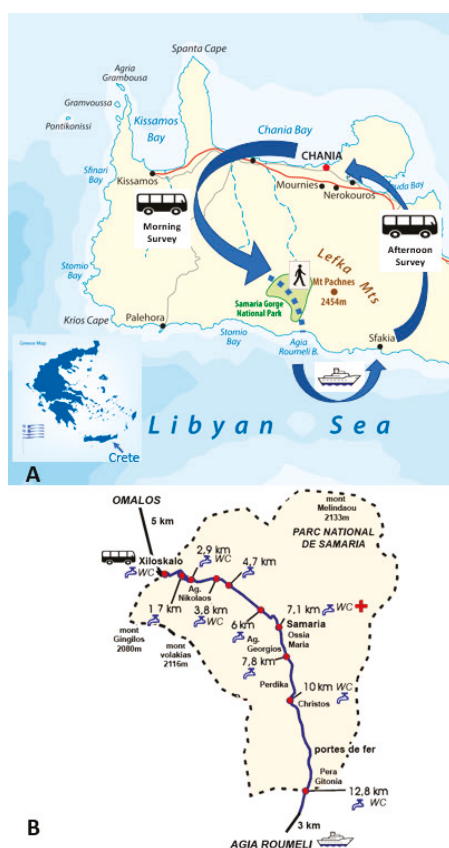 Spanta Cape
Agria
Grambousa
Gramvoussa
Pontikonissi
Kissamos
Bay
Chania Bay
Sfinari
Bay
CHANIA
Kissamos
Mournies
Nerokouros
uda Bay
Morning
Survey
Afternoon
Survey
Lefka Mts
Mt Pachnes
2454m
Stomio
Bay
Samaria Gorge
National Park
Krios Cape
Palehora
Stomio
Bay
Agia
Roumeli B.
Sfakia
Greece Map
Libyan Sea
Crete
A
mont
Melindaou
2133m
OMALOS
PARC NATIONAL
DE SAMARIA
5 km
Xiloskalo
WC
2,9 km
WC
4,7
Ag.
Nikolaos
1 7
3,8 km
WC
6 km
7,1 km WC
mont
Gingilos
2080m
mont
volakias
2116m
Ag.
Georgios
Samaria
Ossia
Maria
7,8 km
Perdika
10 km WC
Christos
portes de fer
Pera
Gitonia
12,8 km
WC
3 km
B
AGIA ROUMELI